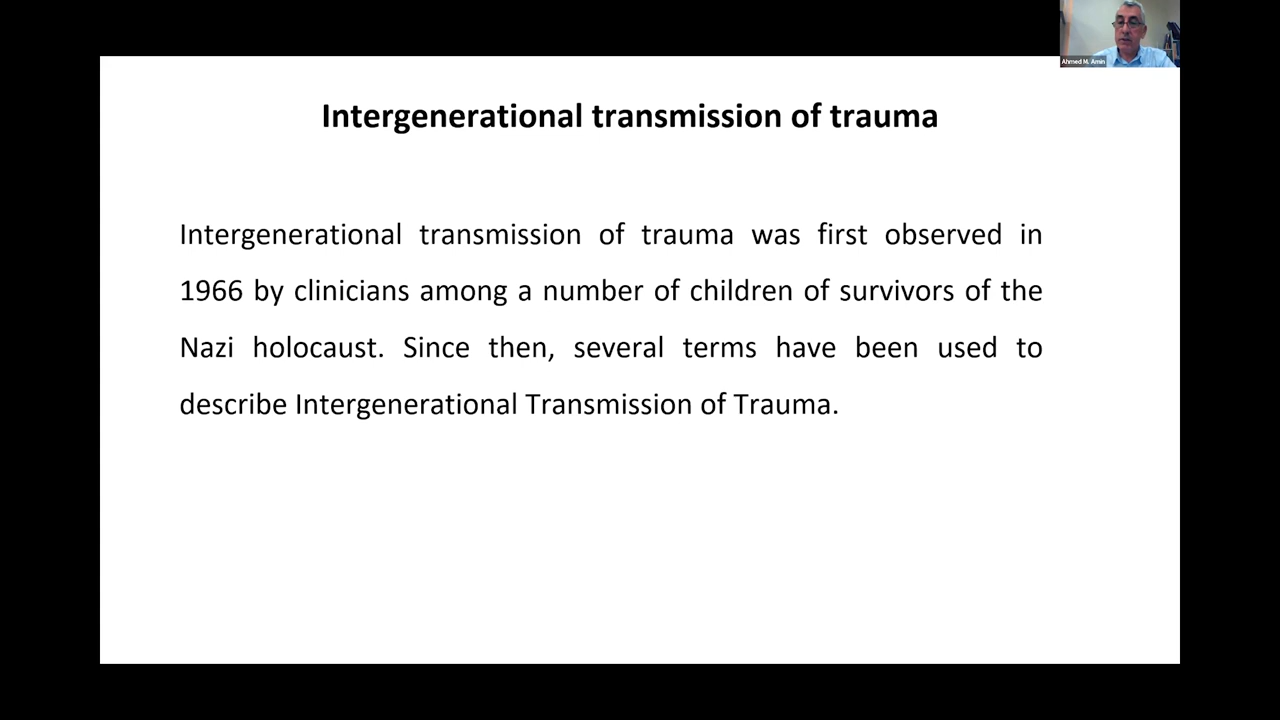 Ahmed M. Amin
Intergenerational transmission of trauma
Intergenerational transmission of trauma was first observed in
1966 by clinicians among a number of children of survivors of the
Nazi holocaust. Since then, several terms have been used to
describe Intergenerational Transmission of Trauma.